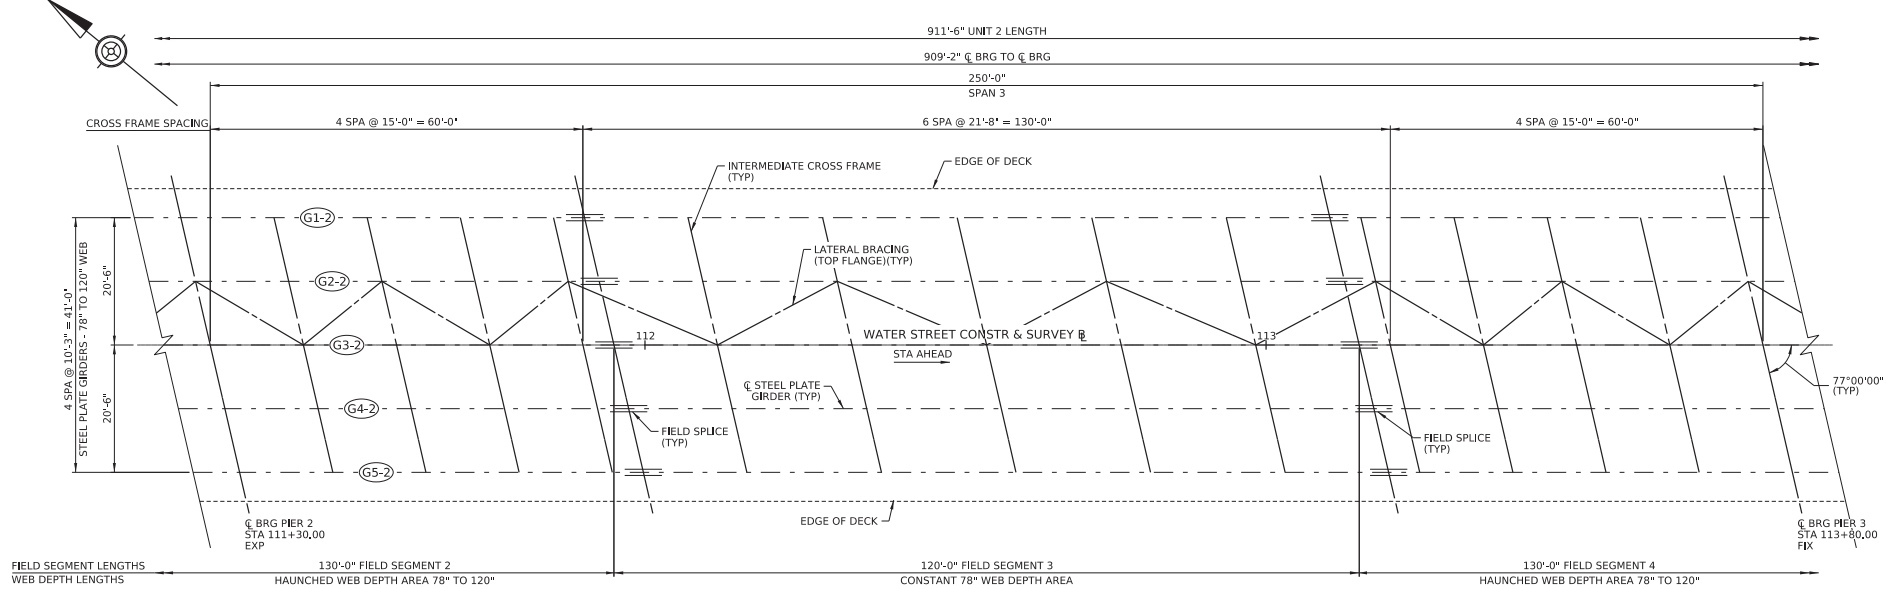 911'-6" UNIT 2 LENGTH
909'-2" ℄ BRG TO ℄ BRG
250'-0"
SPAN 3
CROSS FRAME SPACING
4 SPA @ 15'-0" = 60'-0"
6 SPA @ 21'-8" = 130'-0"
4 SPA @ 15'-0" = 60'-0"
INTERMEDIATE CROSS FRAME
(TYP)
EDGE OF DECK
G1-2
LATERAL BRACING
(TOP FLANGE)(TYP)
G2-2
4 SPA @ 10'-3" = 41'-0"
STEEL PLATE GIRDERS - 78" TO 120" WEB
20'-6"
20'-6"
G3-2
112
WATER STREET CONSTR & SURVEY ⅊
113
STA AHEAD
77°00'00"
(TYP)
℄ STEEL PLATE
GIRDER (TYP)
G4-2
FIELD SPLICE
(TYP)
FIELD SPLICE
(TYP)
G5-2
EDGE OF DECK
℄ BRG PIER 2
STA 111+30.00
EXP
℄ BRG PIER 3
STA 113+80.00
FIX
FIELD SEGMENT LENGTHS
WEB DEPTH LENGTHS
130'-0" FIELD SEGMENT 2
HAUNCHED WEB DEPTH AREA 78" TO 120"
120'-0" FIELD SEGMENT 3
CONSTANT 78" WEB DEPTH AREA
130'-0" FIELD SEGMENT 4
HAUNCHED WEB DEPTH AREA 78" TO 120"